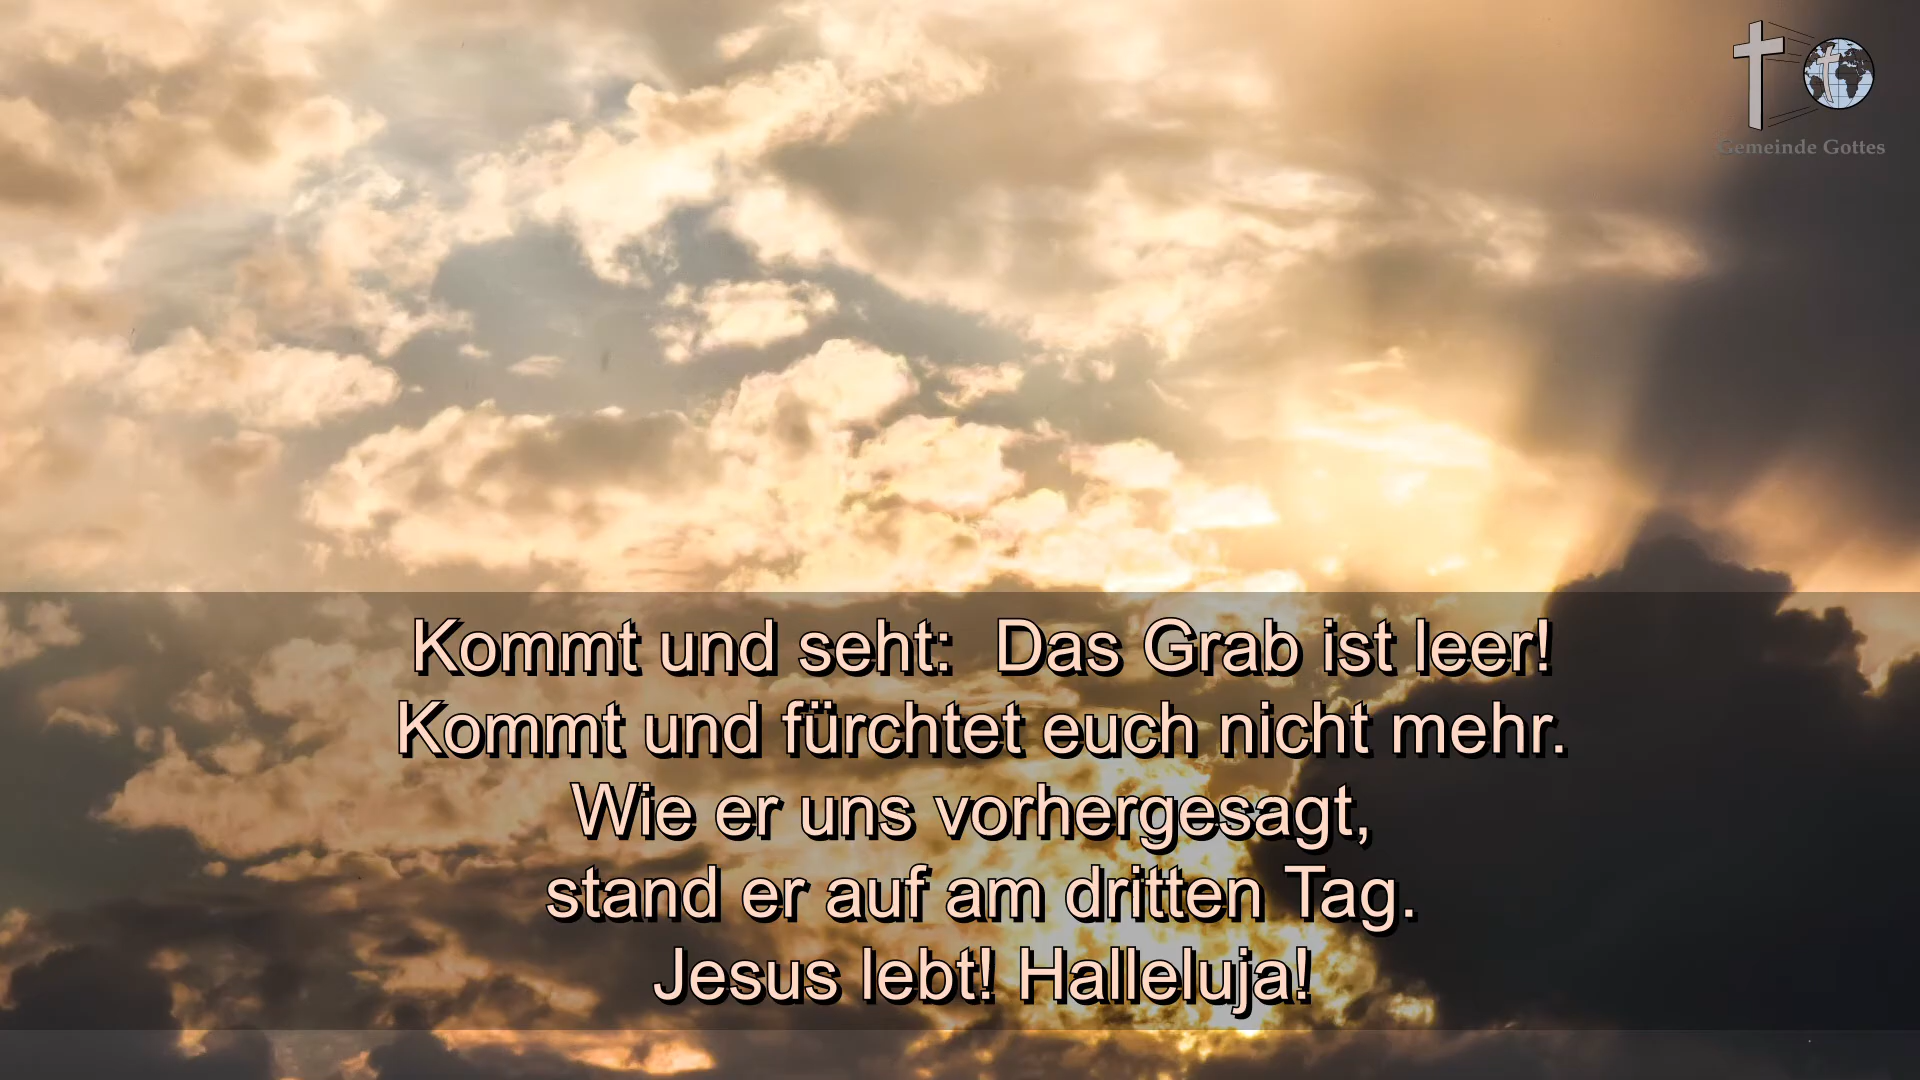 Gemeinde Gottes
Kommt und seht:  Das Grab ist leer!
Kommt und fürchtet euch nicht mehr.
Wie er uns vorhergesagt,
stand er auf am dritten Tag.
Jesus lebt! Halleluja!